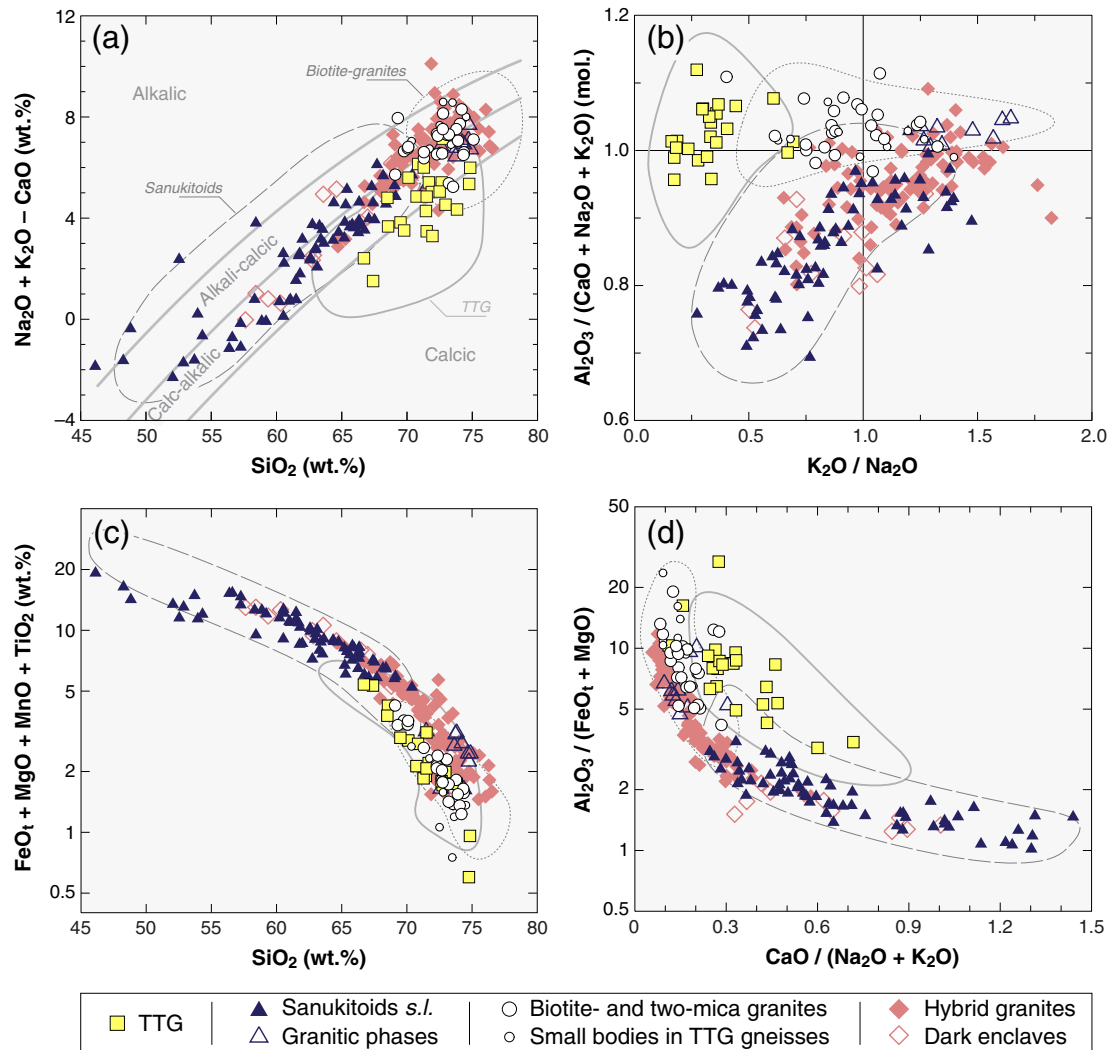 (a)
Alkalic
Biotite-granites
Sanukitoids
Alkali-calcic
Calc-alkalic
TTG
Calcic
Na₂O + K₂O – CaO (wt.%)
12
8
4
0
–4
45 50 55 60 65 70 75 80
SiO₂ (wt.%)
(b)
Al₂O₃ / (CaO + Na₂O + K₂O) (mol.)
1.2
1.0
0.8
0.6
0.0 0.5 1.0 1.5 2.0
K₂O / Na₂O
(c)
FeOₜ + MgO + MnO + TiO₂ (wt.%)
20
10
5
2
1
0.5
45 50 55 60 65 70 75 80
SiO₂ (wt.%)
(d)
Al₂O₃ / (FeOₜ + MgO)
50
20
10
5
2
1
0.5
0.0 0.3 0.6 0.9 1.2 1.5
CaO / (Na₂O + K₂O)
TTG
Sanukitoids s.l.
Granitic phases
Biotite- and two-mica granites
Small bodies in TTG gneisses
Hybrid granites
Dark enclaves